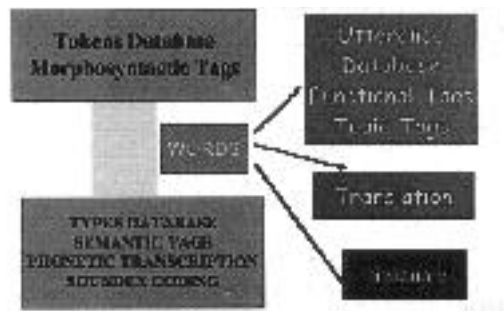 Tokens Database
Morphosyntactic Tags
Utterance
Database
Functional Tags
Topic Tags
WORDS
Translation
TYPES DATABASE
SEMANTIC TAGS
PHONETIC TRANSCRIPTION
SOUNDEX CODING